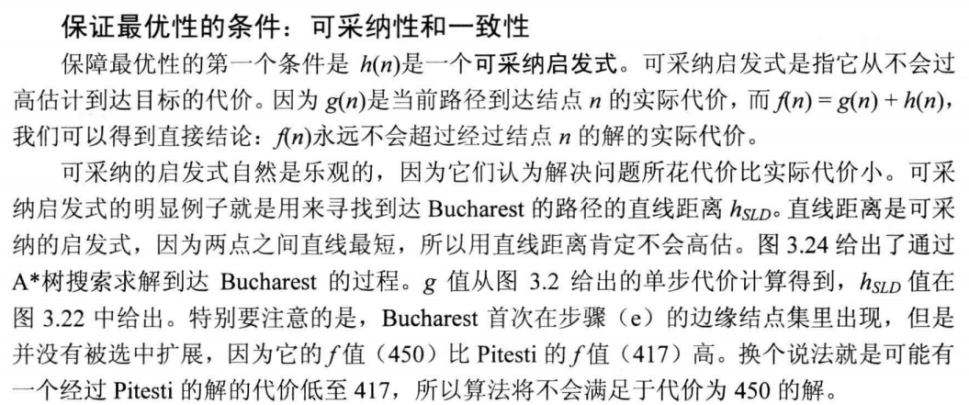 保证最优性的条件：可采纳性和一致性
保障最优性的第一个条件是 h(n)是一个可采纳启发式。可采纳启发式是指它从不会过
高估计到达目标的代价。因为 g(n)是当前路径到达结点 n 的实际代价，而 f(n) = g(n) + h(n)，
我们可以得到直接结论：f(n)永远不会超过经过结点 n 的解的实际代价。
可采纳的启发式自然是乐观的，因为它们认为解决问题所花代价比实际代价小。可采
纳启发式的明显例子就是用来寻找到达 Bucharest 的路径的直线距离 hSLD。直线距离是可采
纳的启发式，因为两点之间直线最短，所以用直线距离肯定不会高估。图 3.24 给出了通过
A*树搜索求解到达 Bucharest 的过程。g 值从图 3.2 给出的单步代价计算得到，hSLD 值在
图 3.22 中给出。特别要注意的是，Bucharest 首次在步骤（e）的边缘结点集里出现，但是
并没有被选中扩展，因为它的 f 值（450）比 Pitesti 的 f 值（417）高。换个说法就是可能有
一个经过 Pitesti 的解的代价低至 417，所以算法将不会满足于代价为 450 的解。